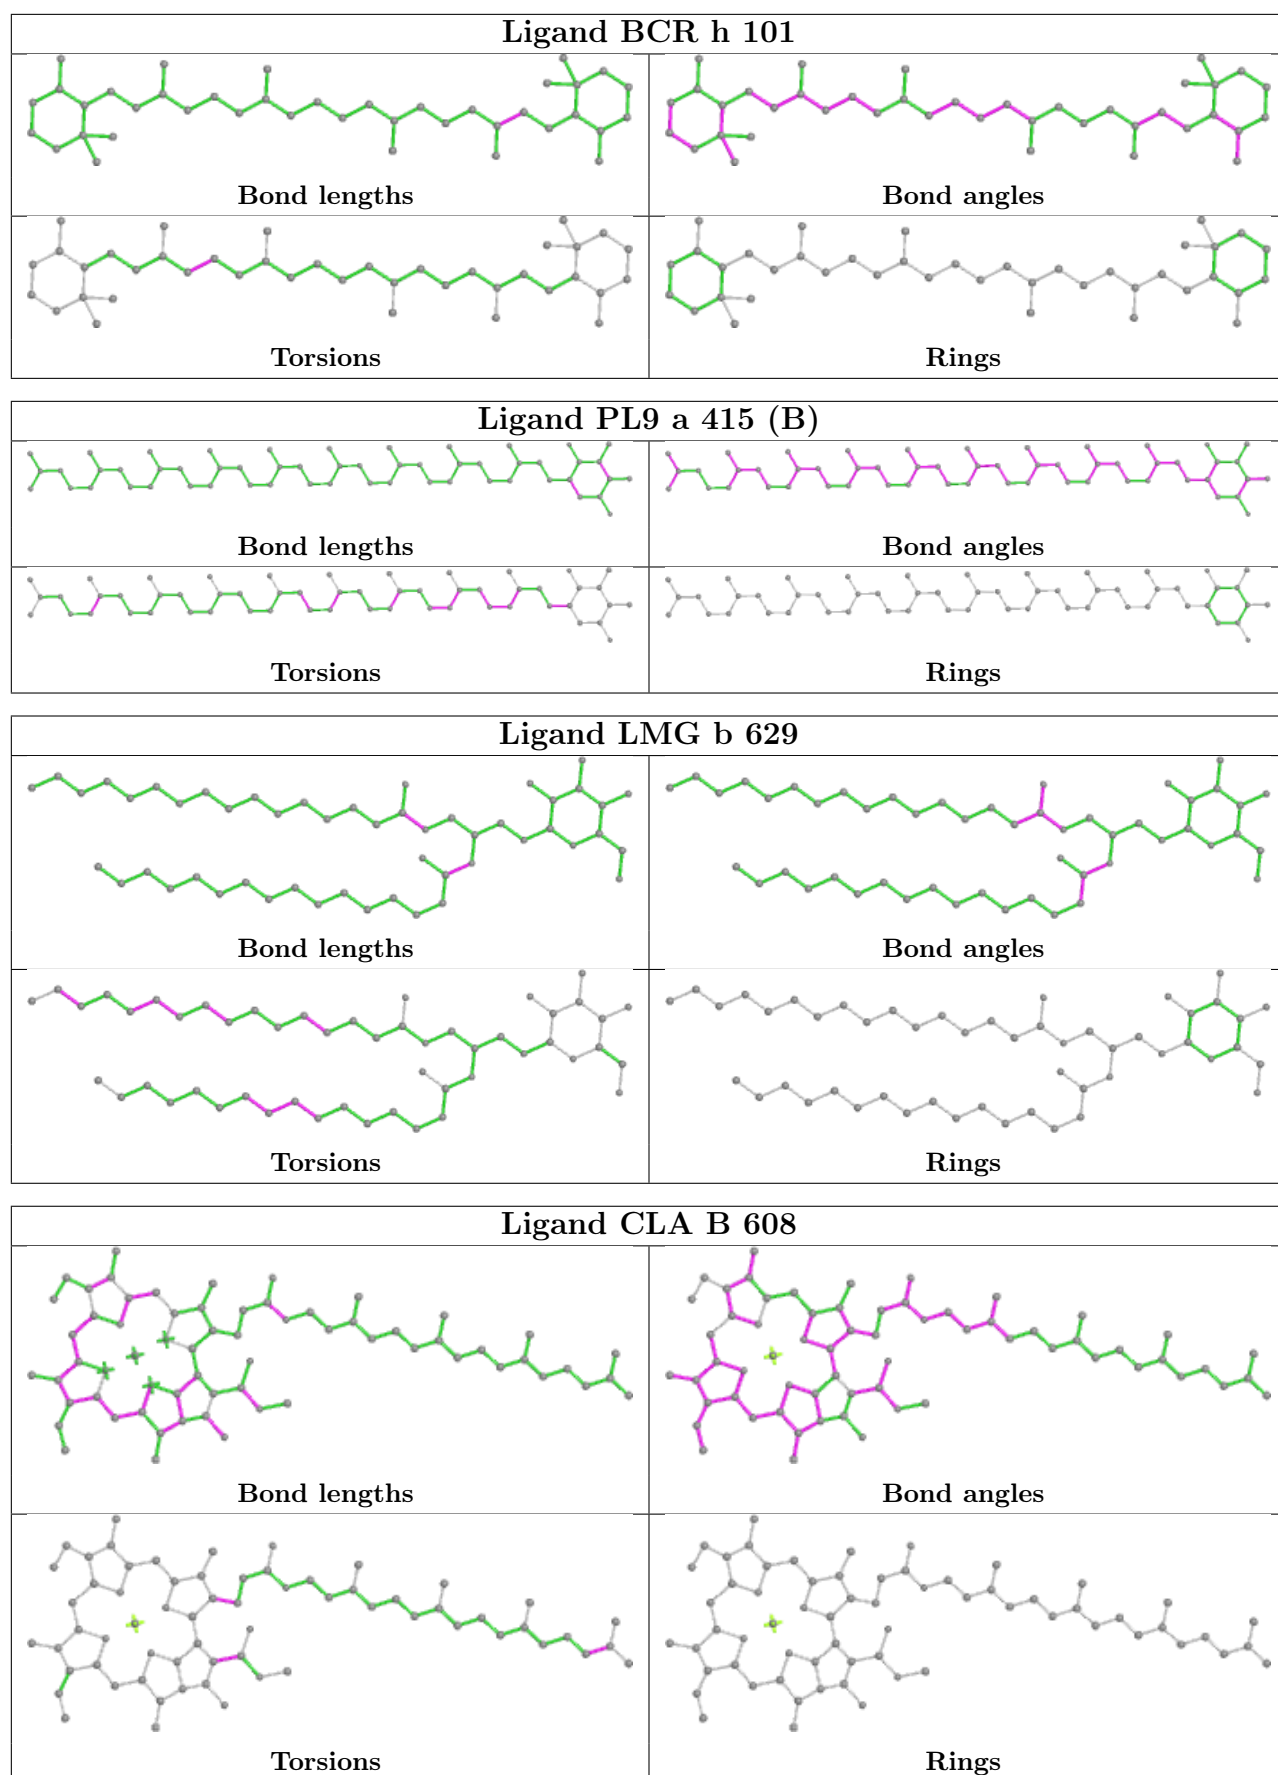 Ligand BCR h 101
Bond lengths
Bond angles
Torsions
Rings
Ligand PL9 a 415 (B)
Bond lengths
Bond angles
Torsions
Rings
Ligand LMG b 629
Bond lengths
Bond angles
Torsions
Rings
Ligand CLA B 608
Bond lengths
Bond angles
Torsions
Rings